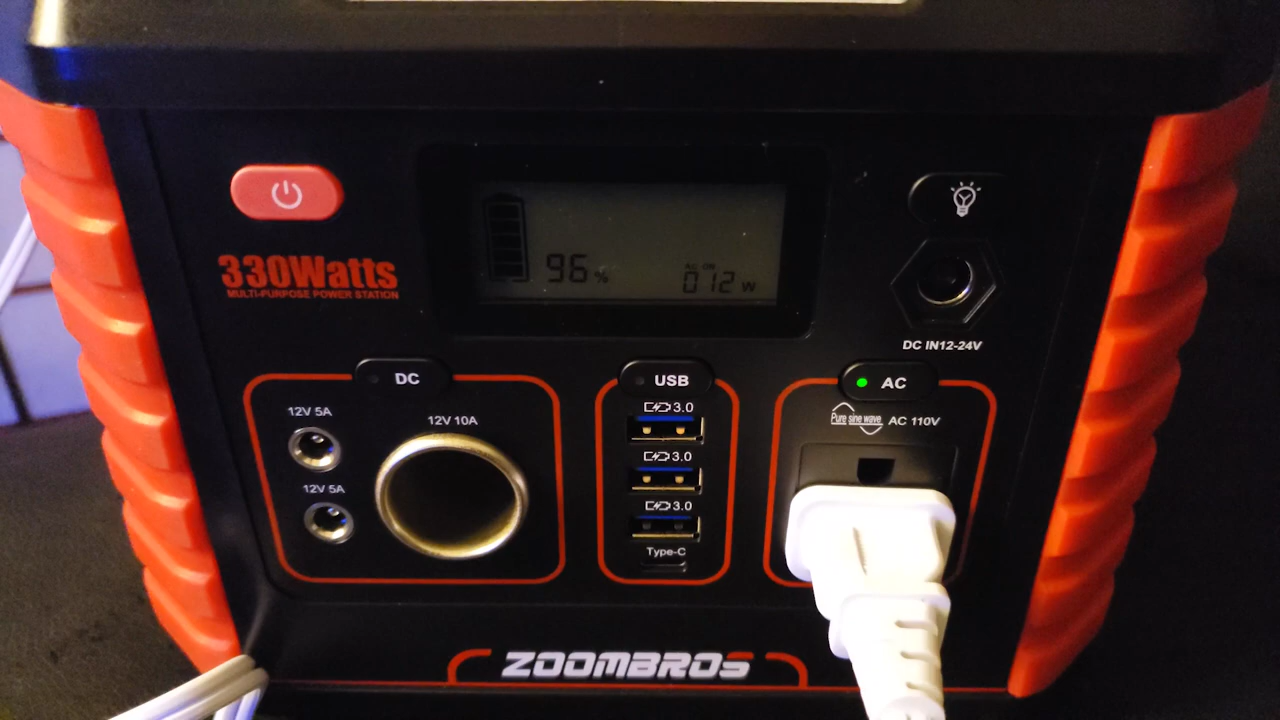 330Watts
MULTI-PURPOSE POWER STATION
96 %
AC ON
012 W
DC IN12-24V
DC
12V 5A
12V 10A
12V 5A
USB
3.0
3.0
3.0
Type-C
AC
Pure sine wave AC 110V
ZOOMBROS